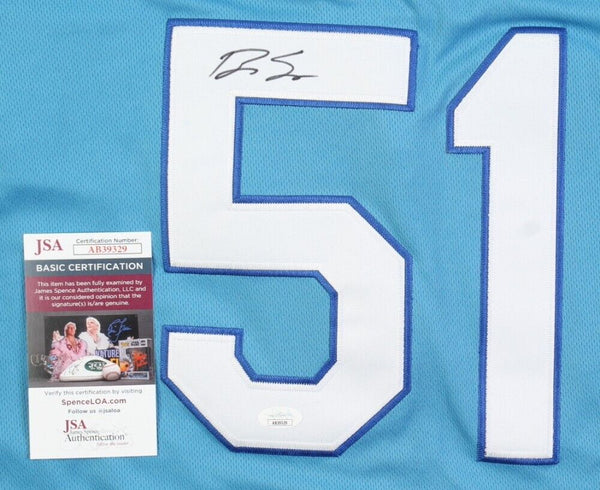 51
JSA
Certification Number:
AB39329
BASIC CERTIFICATION
This item has been fully examined by
James Spence Authentication, LLC and
it is our considered opinion that the
signature(s) is/are genuine.
Verify this certification by visiting
SpenceLOA.com
Follow us @jsaloa
JSA
James Spence
Authentication
AB39329